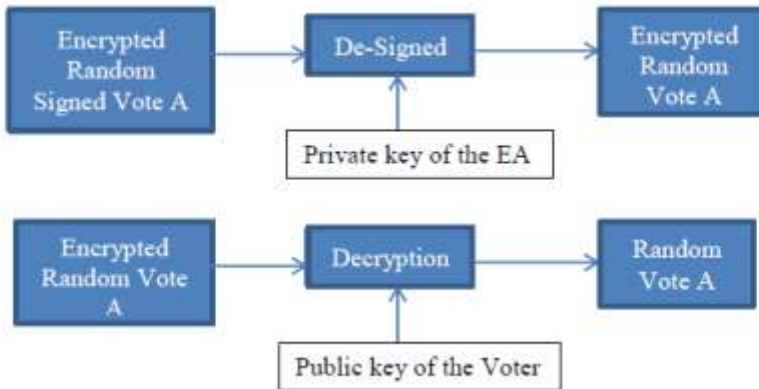 Encrypted
Random
Signed Vote A
De-Signed
Encrypted
Random
Vote A
Private key of the EA
Encrypted
Random Vote
A
Decryption
Random
Vote A
Public key of the Voter